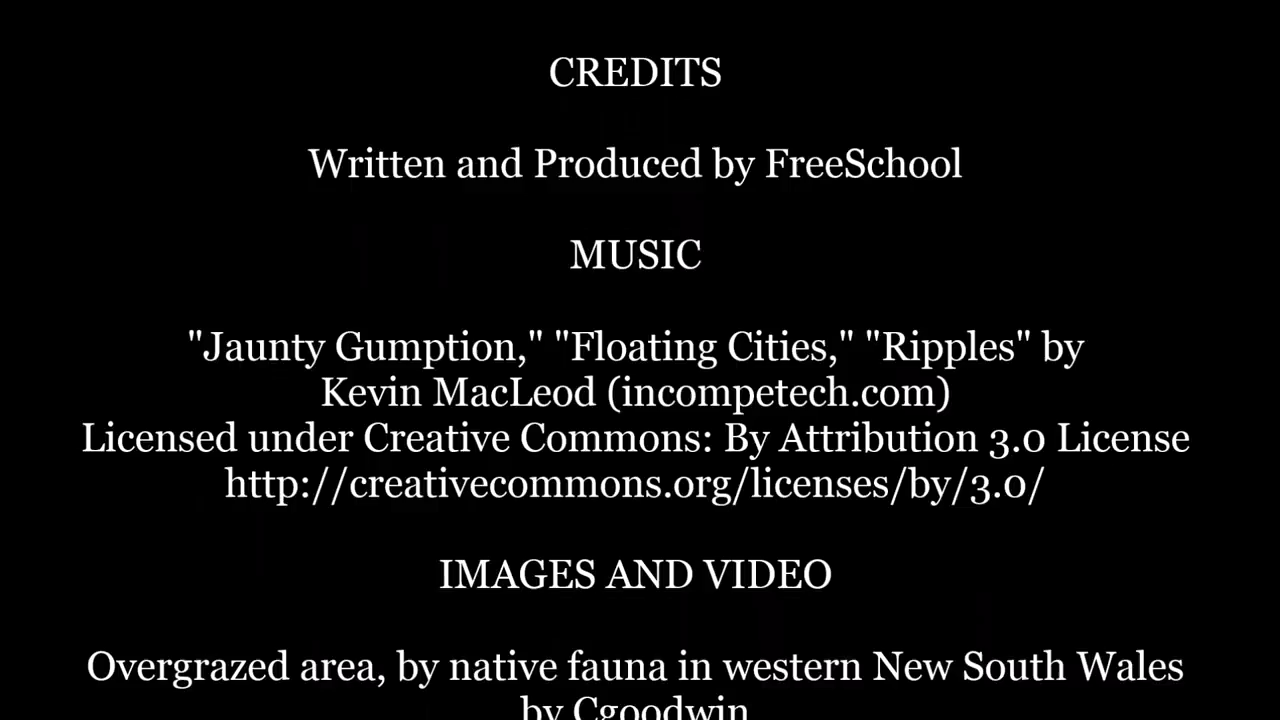 CREDITS
Written and Produced by FreeSchool
MUSIC
"Jaunty Gumption," "Floating Cities," "Ripples" by
Kevin MacLeod (incompetech.com)
Licensed under Creative Commons: By Attribution 3.0 License
http://creativecommons.org/licenses/by/3.0/
IMAGES AND VIDEO
Overgrazed area, by native fauna in western New South Wales
by Cgoodwin